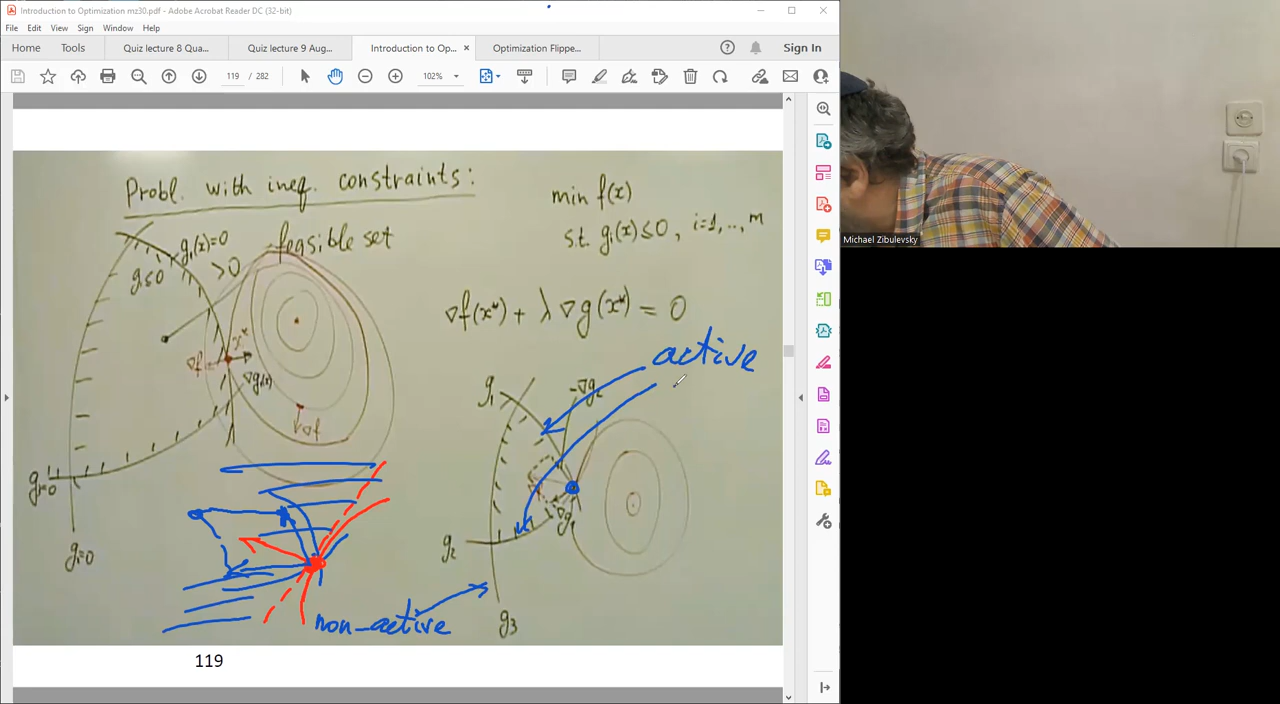 Introduction to Optimization mz30.pdf - Adobe Acrobat Reader DC (32-bit)
File Edit View Sign Window Help
Home Tools Quiz lecture 8 Qua... Quiz lecture 9 Aug... Introduction to Op... × Optimization Flippe... Sign In
119 / 282 102%
Probl. with ineq. constraints:
min f(x)
s.t. gᵢ(x) ≤ 0, i=1, .., m
g₁(x)=0
feasible set
g₁≤0 >0
∇f(x*) + λ ∇g(x*) = 0
x*
∇f
∇g₁(x)
active
∇f
g₁
-∇g₂
∇g₁
g₂
g₃
non-active
119
Michael Zibulevsky